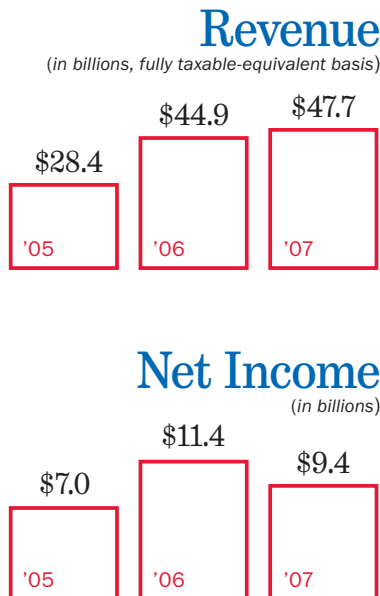 Revenue
(in billions, fully taxable-equivalent basis)
$28.4 $44.9 $47.7
’05 ’06 ’07
Net Income
(in billions)
$7.0 $11.4 $9.4
’05 ’06 ’07